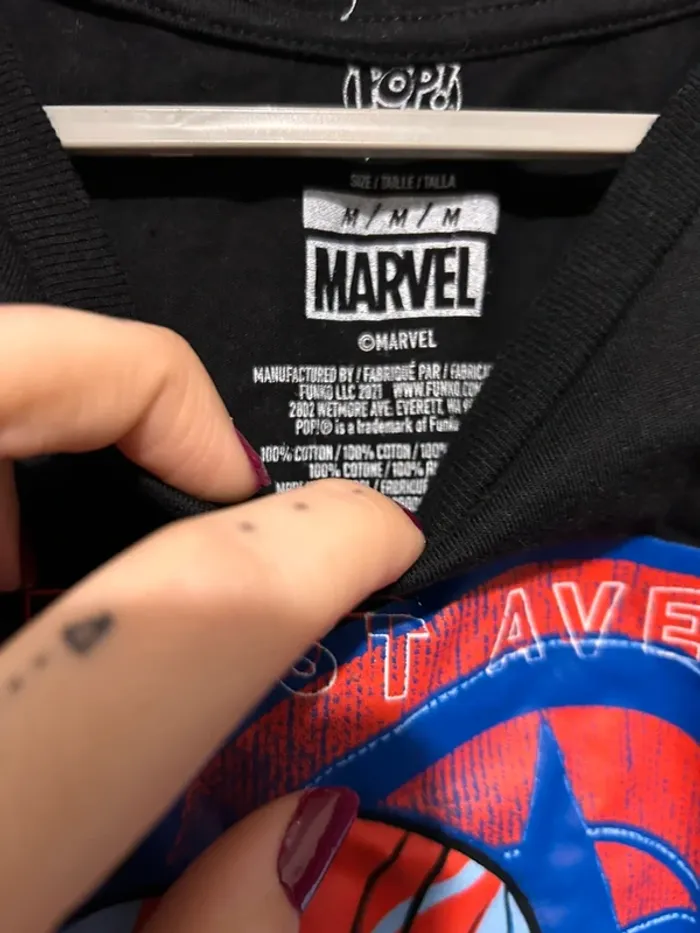 POP!
SIZE / TAILLE / TALLA
M / M / M
MARVEL
©MARVEL
MANUFACTURED BY / FABRIQUÉ PAR /
FUNKO LLC 2021 WWW.FUNKO.COM
2802 WETMORE AVE. EVERETT, WA
POP!® is a trademark of Funko
100% COTTON / 100% COTON / 100%
100% COTONE / 100%
ST AVE